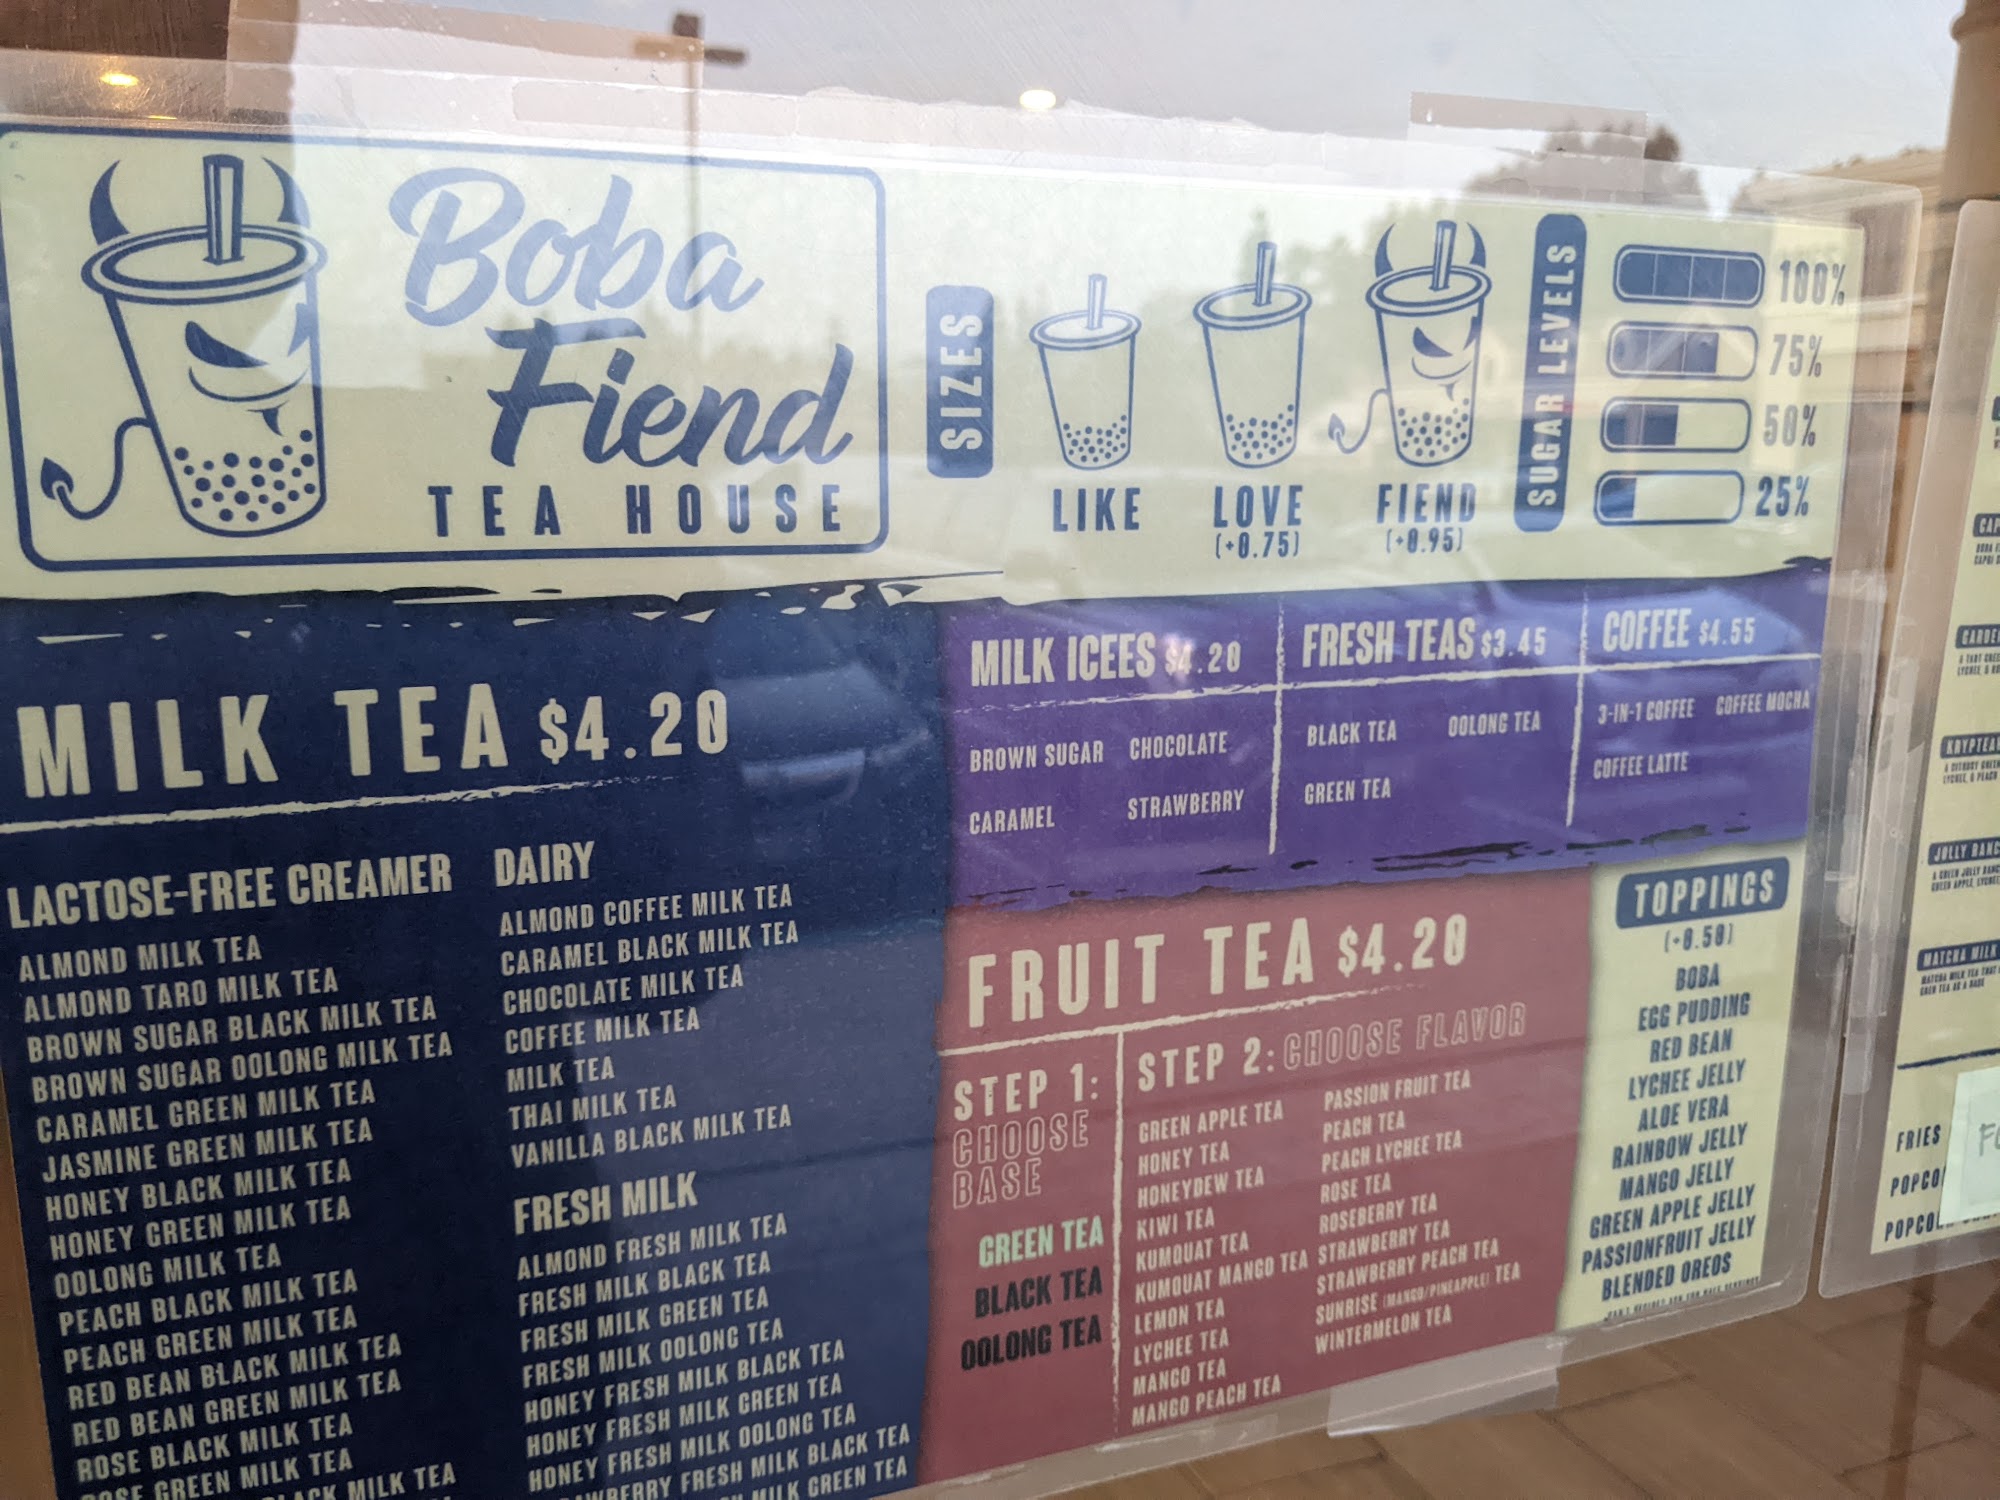 Boba
Fiend
TEA HOUSE
SIZES
LIKE
LOVE
(+0.75)
FIEND
(+0.95)
SUGAR LEVELS
100%
75%
50%
25%
MILK TEA $4.20
LACTOSE-FREE CREAMER
ALMOND MILK TEA
ALMOND TARO MILK TEA
BROWN SUGAR BLACK MILK TEA
BROWN SUGAR OOLONG MILK TEA
CARAMEL GREEN MILK TEA
JASMINE GREEN MILK TEA
HONEY BLACK MILK TEA
HONEY GREEN MILK TEA
OOLONG MILK TEA
PEACH BLACK MILK TEA
PEACH GREEN MILK TEA
RED BEAN BLACK MILK TEA
RED BEAN GREEN MILK TEA
ROSE BLACK MILK TEA
ROSE GREEN MILK TEA
MILK TEA
DAIRY
ALMOND COFFEE MILK TEA
CARAMEL BLACK MILK TEA
CHOCOLATE MILK TEA
COFFEE MILK TEA
MILK TEA
THAI MILK TEA
VANILLA BLACK MILK TEA
FRESH MILK
ALMOND FRESH MILK TEA
FRESH MILK BLACK TEA
FRESH MILK GREEN TEA
FRESH MILK OOLONG TEA
HONEY FRESH MILK BLACK TEA
HONEY FRESH MILK GREEN TEA
HONEY FRESH MILK OOLONG TEA
FRESH MILK BLACK TEA
MILK GREEN TEA
MILK ICEES $4.20
BROWN SUGAR CHOCOLATE
CARAMEL STRAWBERRY
FRESH TEAS $3.45
BLACK TEA OOLONG TEA
GREEN TEA
COFFEE $4.55
3-IN-1 COFFEE COFFEE MOCHA
COFFEE LATTE
FRUIT TEA $4.20
STEP 1:
CHOOSE
BASE
GREEN TEA
BLACK TEA
OOLONG TEA
STEP 2: CHOOSE FLAVOR
GREEN APPLE TEA
HONEY TEA
HONEYDEW TEA
KIWI TEA
KUMQUAT TEA
KUMQUAT MANGO TEA
LEMON TEA
LYCHEE TEA
MANGO TEA
MANGO PEACH TEA
PASSION FRUIT TEA
PEACH TEA
PEACH LYCHEE TEA
ROSE TEA
ROSEBERRY TEA
STRAWBERRY TEA
STRAWBERRY PEACH TEA
SUNRISE (MANGO/PINEAPPLE) TEA
WINTERMELON TEA
TOPPINGS
(+0.50)
BOBA
EGG PUDDING
RED BEAN
LYCHEE JELLY
ALOE VERA
RAINBOW JELLY
MANGO JELLY
GREEN APPLE JELLY
PASSIONFRUIT JELLY
BLENDED OREOS
MATCHA MILK
FRIES